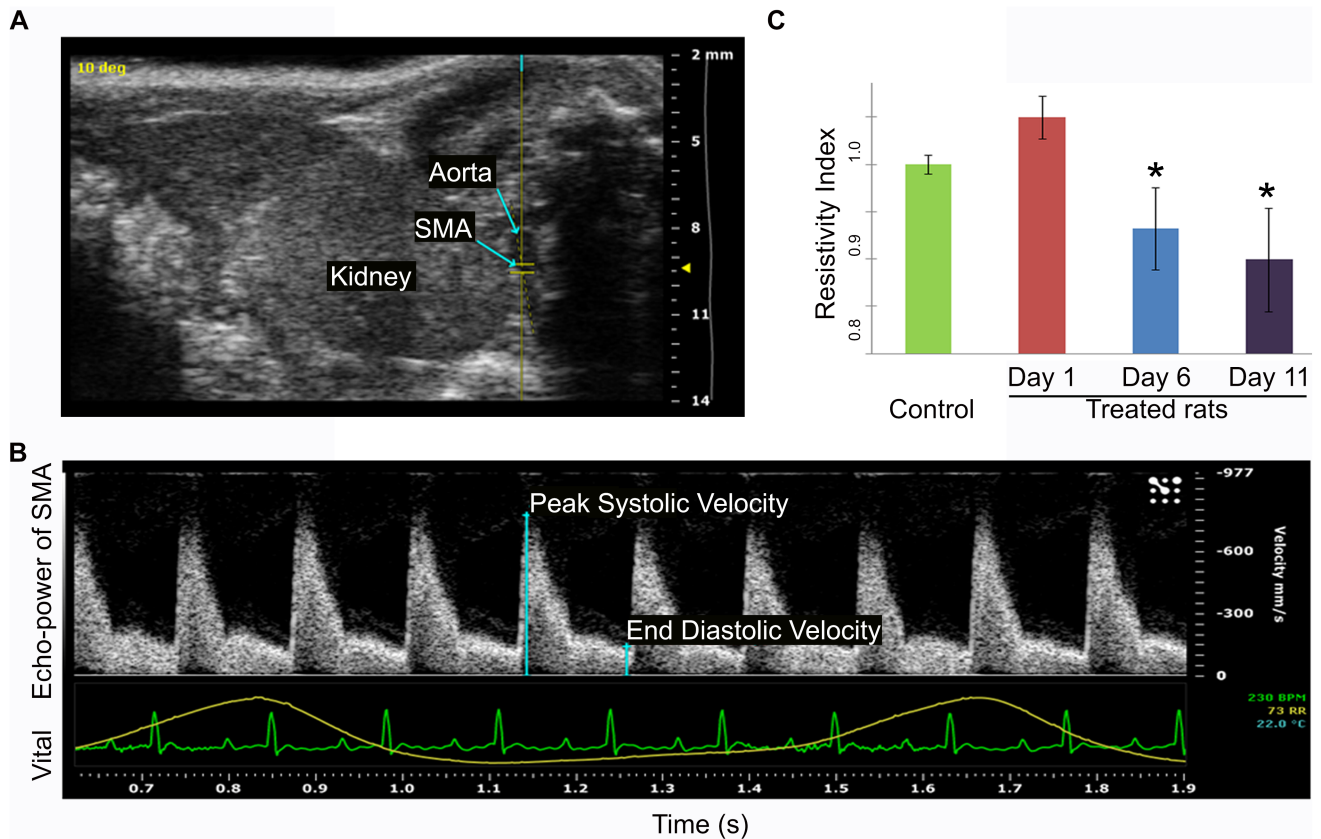 A
10 deg
2 mm
5
8
11
14
Aorta
SMA
Kidney
C
Resistivity Index
1.0
0.9
0.8
*
*
Day 1
Day 6
Day 11
Control
Treated rats
B
Echo-power of SMA
Peak Systolic Velocity
End Diastolic Velocity
-977
-600
-300
0
Velocity mm/s
Vital
230 BPM
73 RR
22.0 °C
0.7
0.8
0.9
1.0
1.1
1.2
1.3
1.4
1.5
1.6
1.7
1.8
1.9
Time (s)